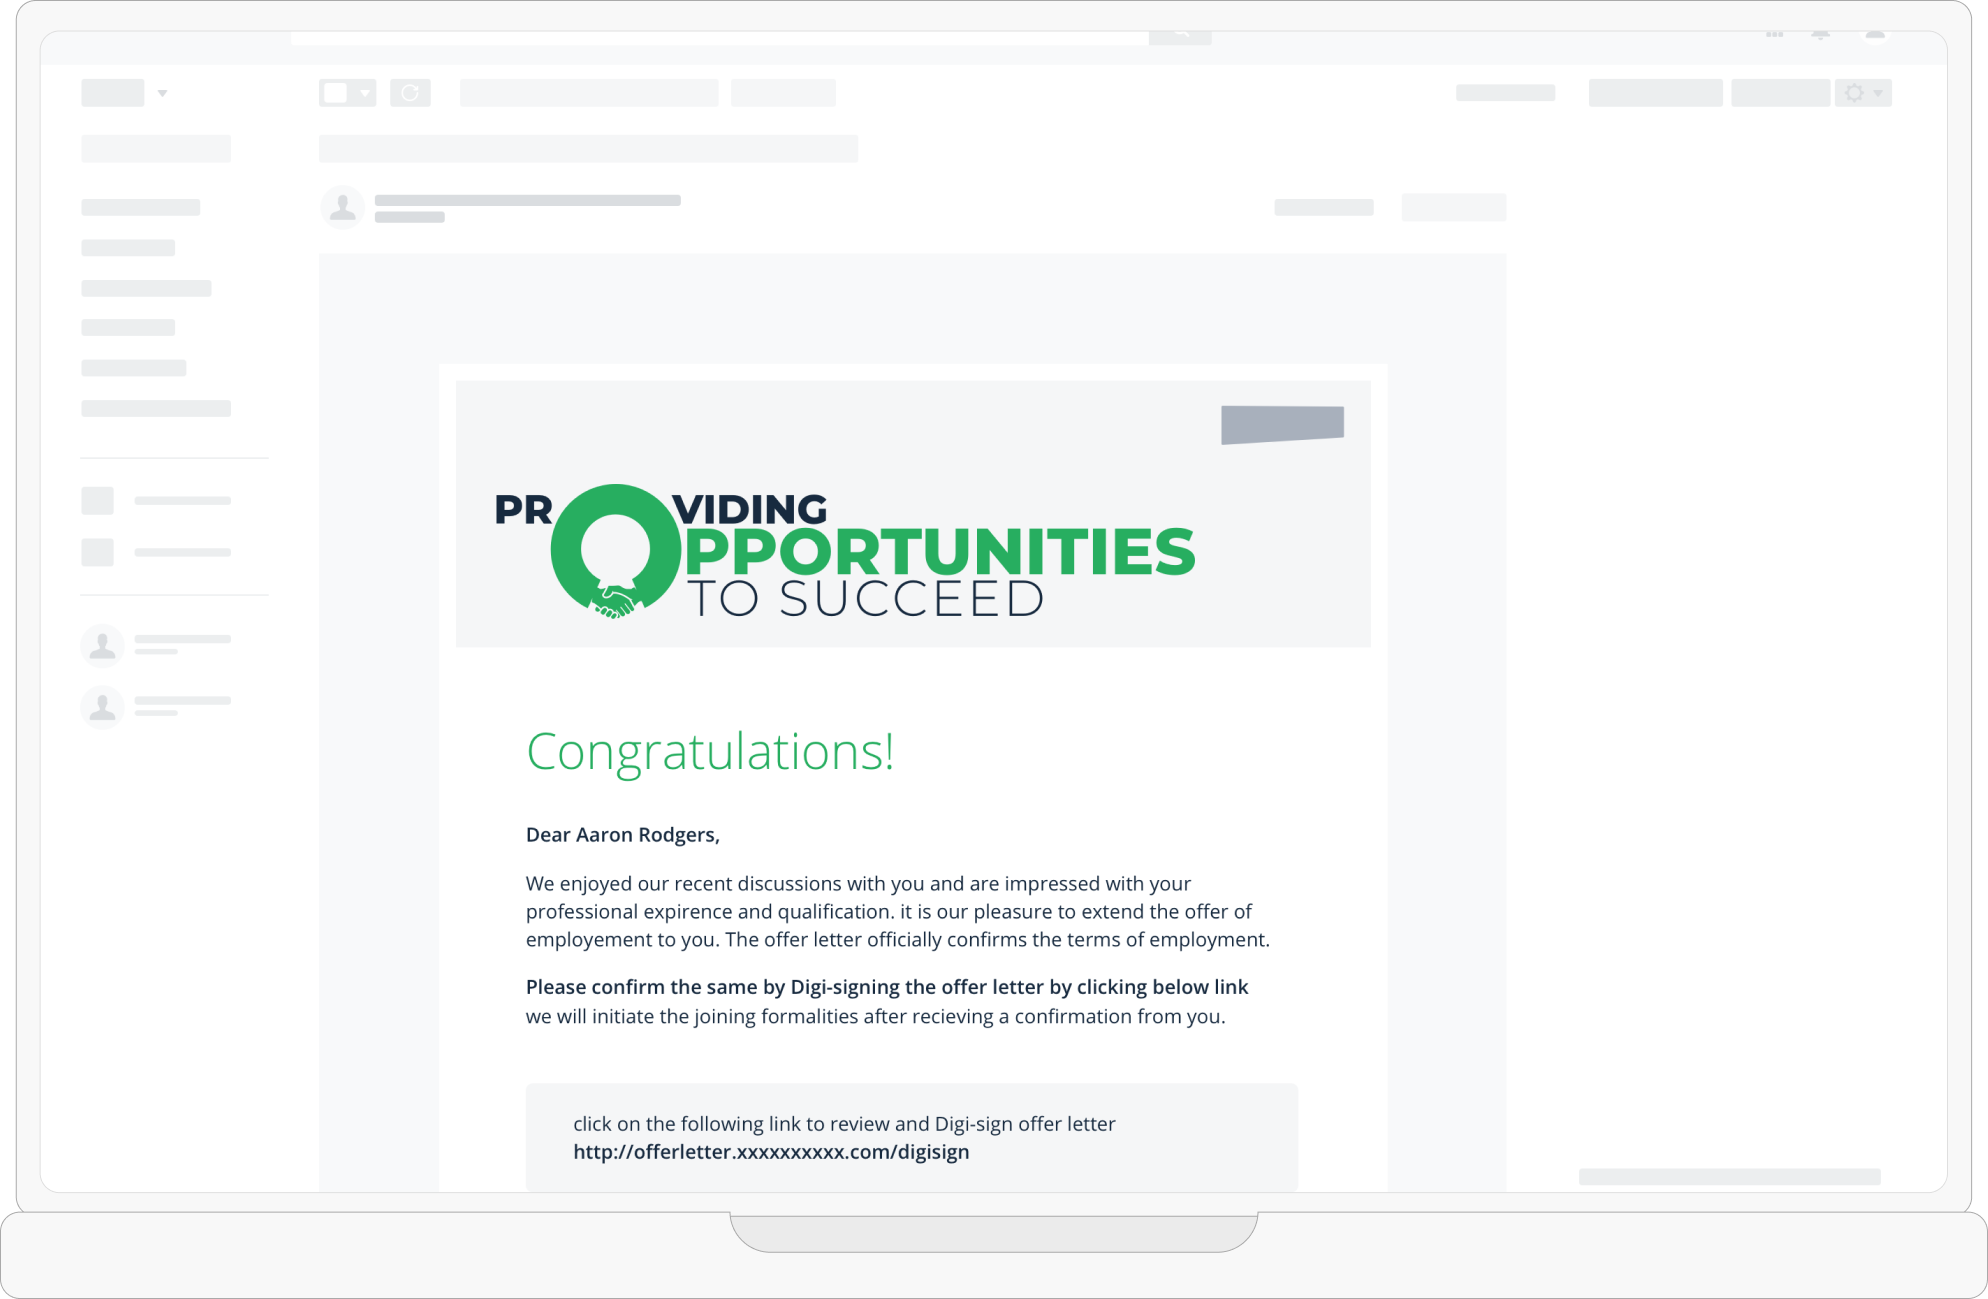 PROVIDING
OPPORTUNITIES
TO SUCCEED
Congratulations!
Dear Aaron Rodgers,
We enjoyed our recent discussions with you and are impressed with your
professional expirence and qualification. it is our pleasure to extend the offer of
employement to you. The offer letter officially confirms the terms of employment.
Please confirm the same by Digi-signing the offer letter by clicking below link
we will initiate the joining formalities after recieving a confirmation from you.
click on the following link to review and Digi-sign offer letter
http://offerletter.xxxxxxxxxx.com/digisign